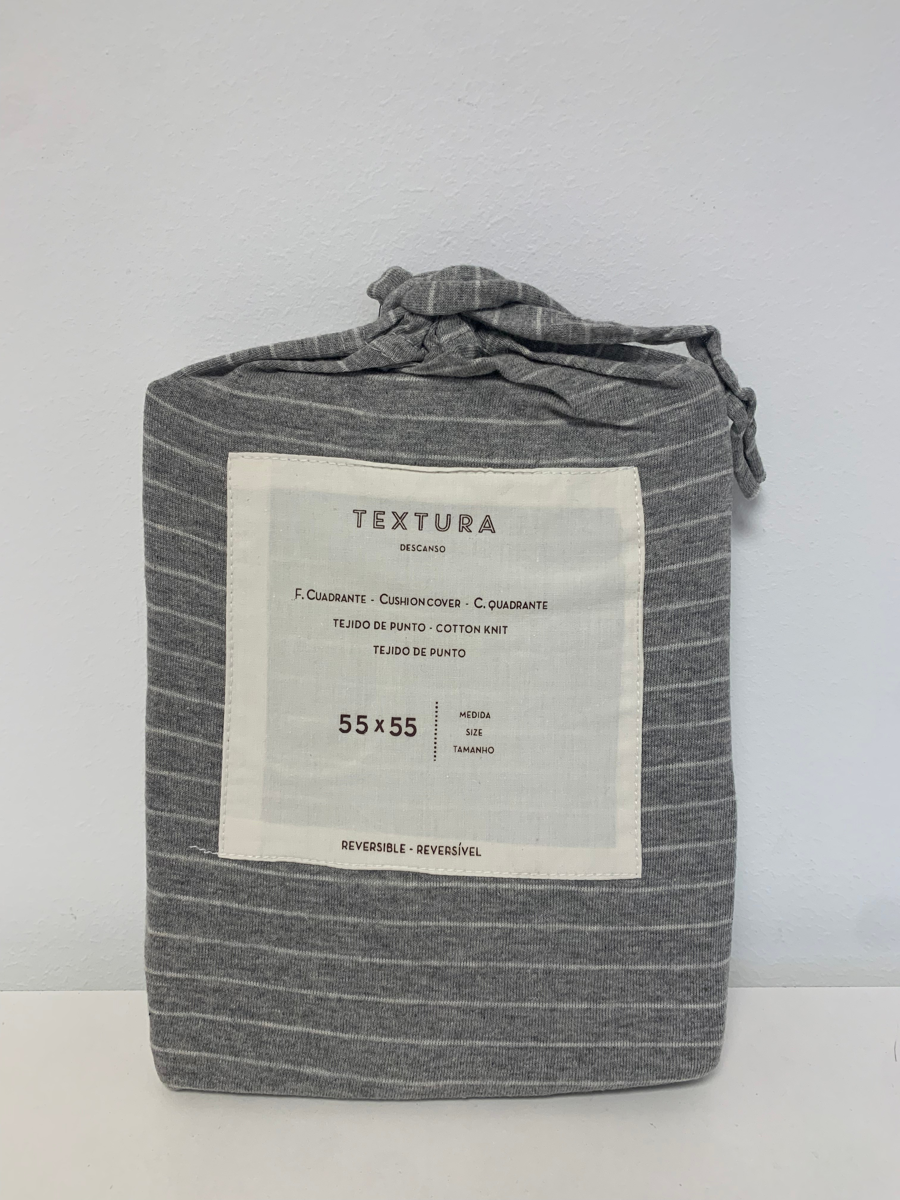 TEXTURA
DESCANSO
F. CUADRANTE - CUSHION COVER - C. QUADRANTE
TEJIDO DE PUNTO - COTTON KNIT
TEJIDO DE PUNTO
55 x 55
MEDIDA
SIZE
TAMANHO
REVERSIBLE - REVERSÍVEL